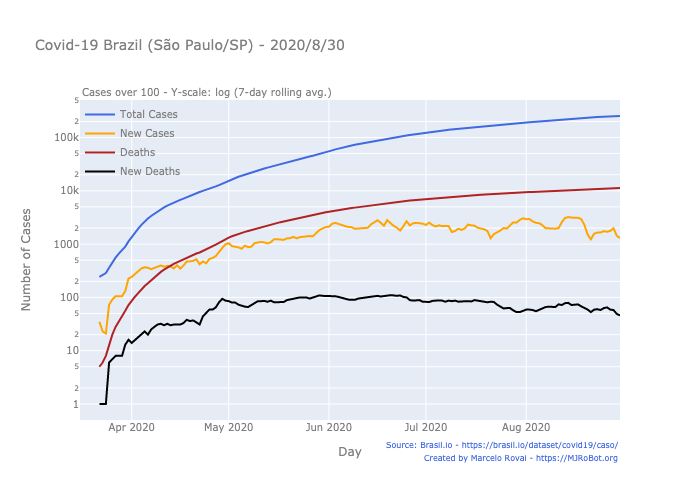 Covid-19 Brazil (São Paulo/SP) - 2020/8/30
Cases over 100 - Y-scale: log (7-day rolling avg.)
Total Cases
New Cases
Deaths
New Deaths
5
100k
5
2
10k
5
2
1000
5
2
100
5
2
10
5
2
1
Number of Cases
Apr 2020
May 2020
Jun 2020
Jul 2020
Aug 2020
Day
Source: Brasil.io - https://brasil.io/dataset/covid19/caso/
Created by Marcelo Rovai - https://MJRoBot.org